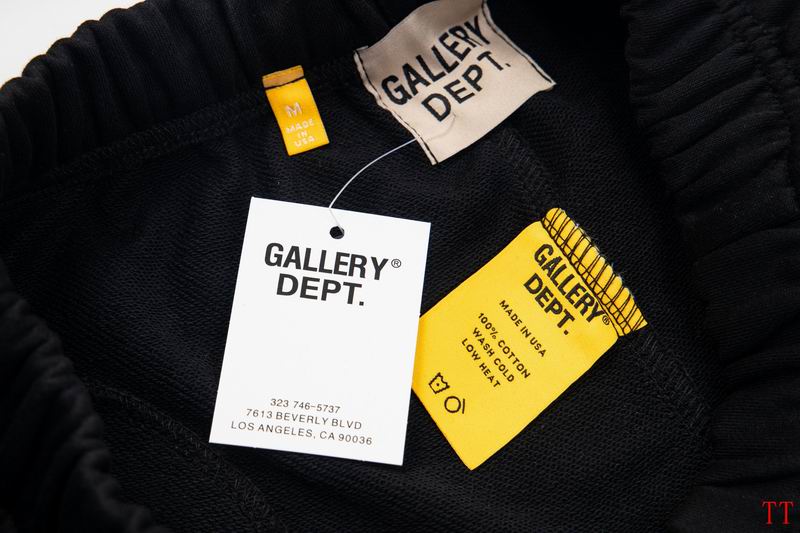 GALLERY
DEPT.
M
MADE
IN
USA
GALLERY®
DEPT.
323 746-5737
7613 BEVERLY BLVD
LOS ANGELES, CA 90036
GALLERY®
DEPT.
MADE IN USA
100% COTTON
WASH COLD
LOW HEAT
TT